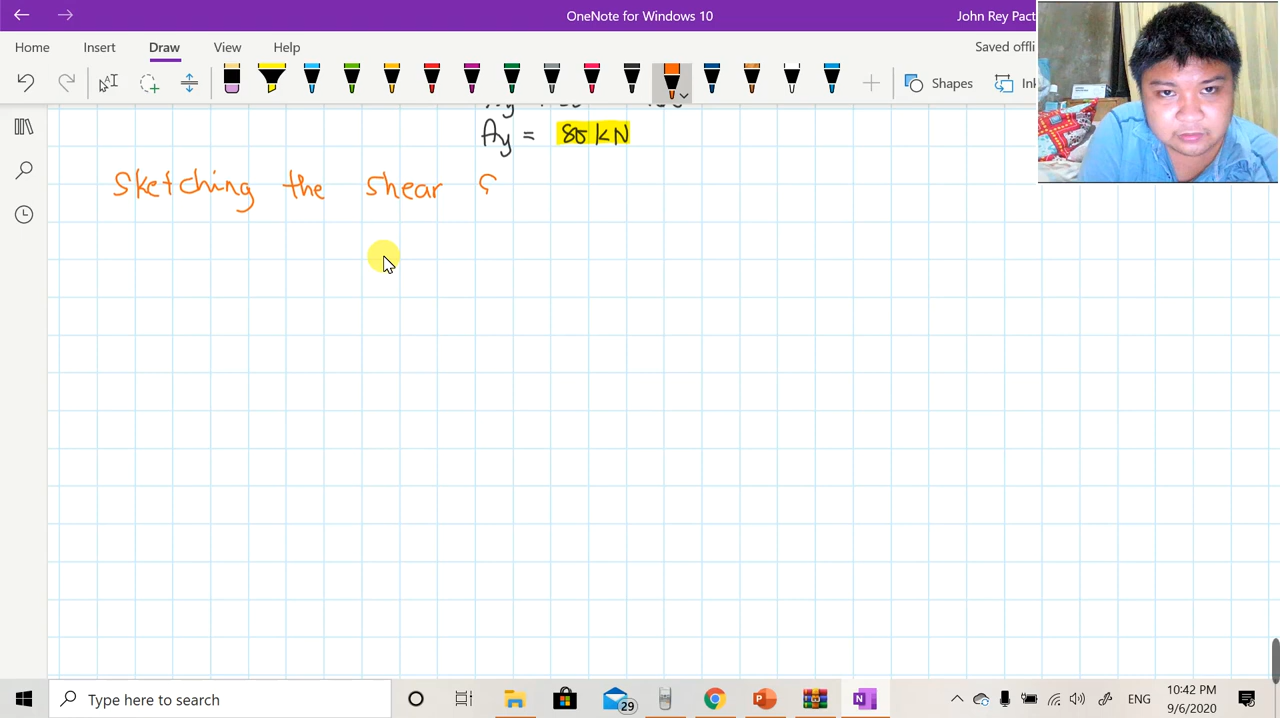 OneNote for Windows 10
John Rey Pact
Home Insert Draw View Help
Saved offli
Shapes
Ink
Ay = 85 kN
Sketching the shear
Type here to search
29
ENG
10:42 PM
9/6/2020